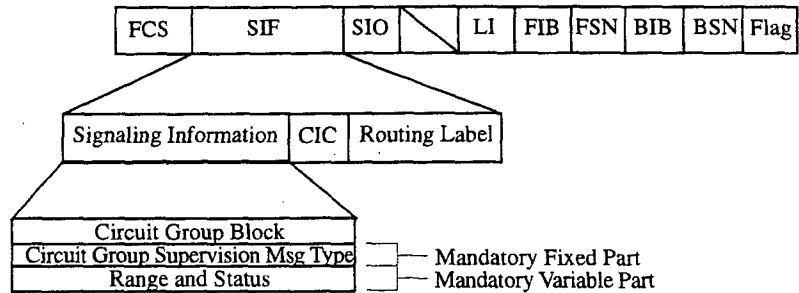 FCS SIF SIO LI FIB FSN BIB BSN Flag
Signaling Information CIC Routing Label
Circuit Group Block
Circuit Group Supervision Msg Type
Mandatory Fixed Part
Range and Status
Mandatory Variable Part